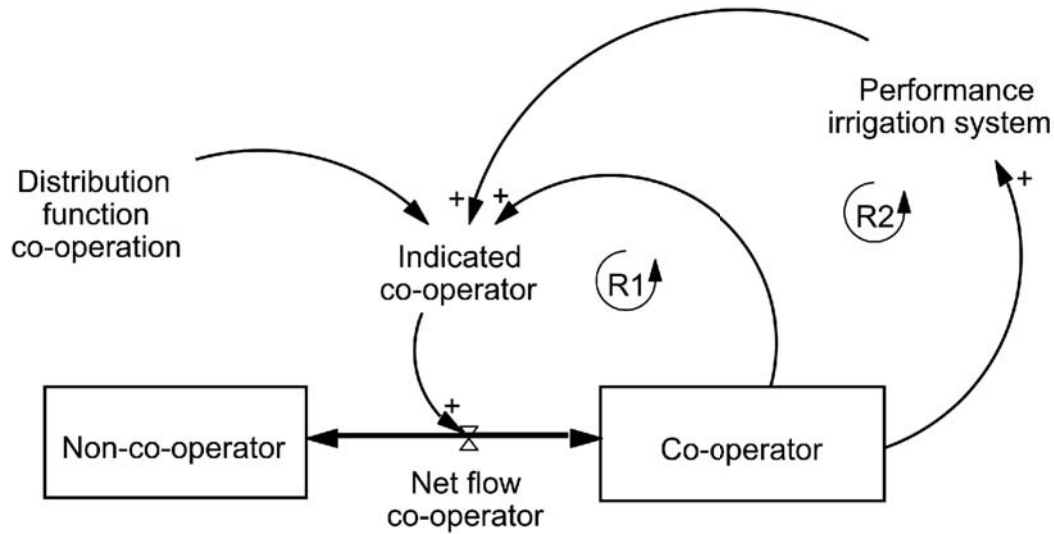 Performance
irrigation system
+
Distribution
function
co-operation
+ +
R2
Indicated
co-operator
R1
+
Non-co-operator
Co-operator
Net flow
co-operator